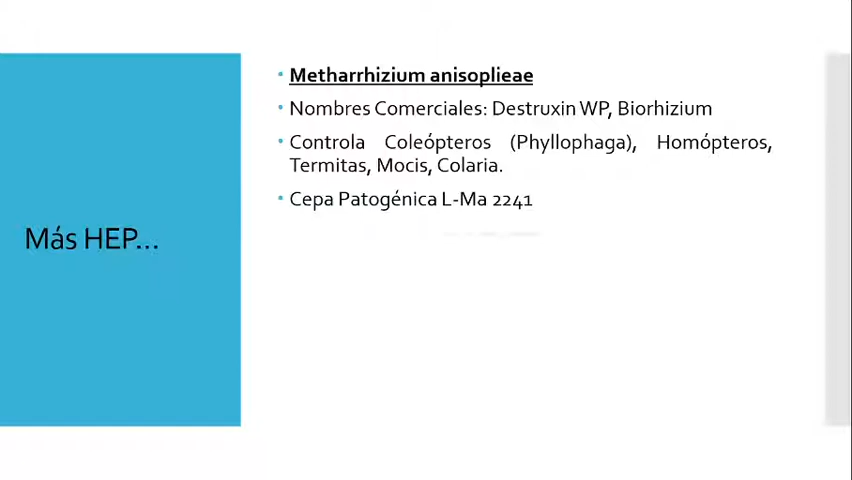 Metharrhizium anisoplieae
Nombres Comerciales: Destruxin WP, Biorhizium
Controla Coleópteros (Phyllophaga), Homópteros,
Termitas, Mocis, Colaria.
Cepa Patogénica L-Ma 2241
Más HEP...